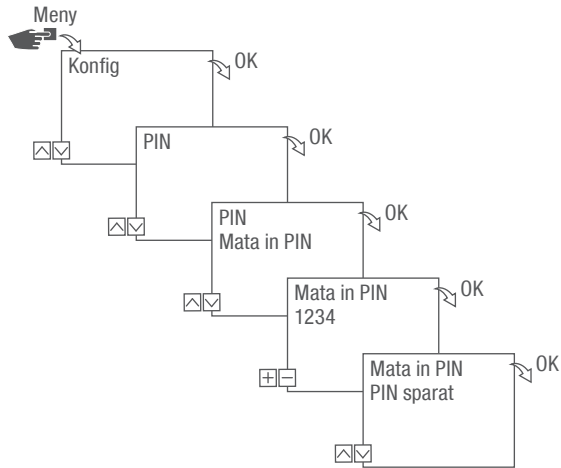 Meny
Konfig
OK
PIN
OK
PIN
Mata in PIN
OK
Mata in PIN
1234
OK
Mata in PIN
PIN sparat
OK